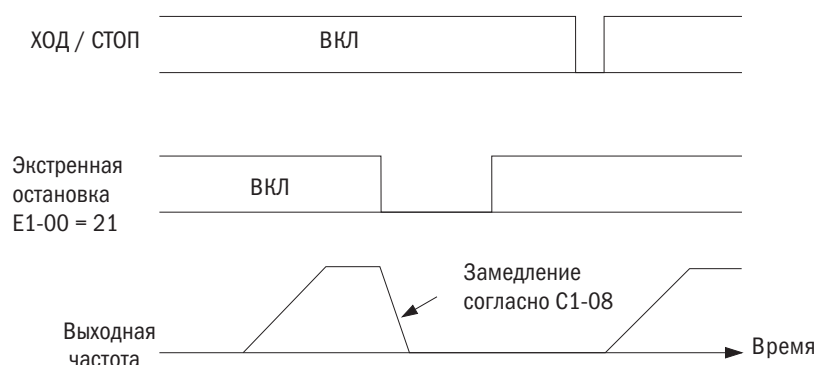 ХОД / СТОП
ВКЛ
Экстренная
остановка
E1-00 = 21
ВКЛ
Замедление
согласно C1-08
Выходная
частота
Время